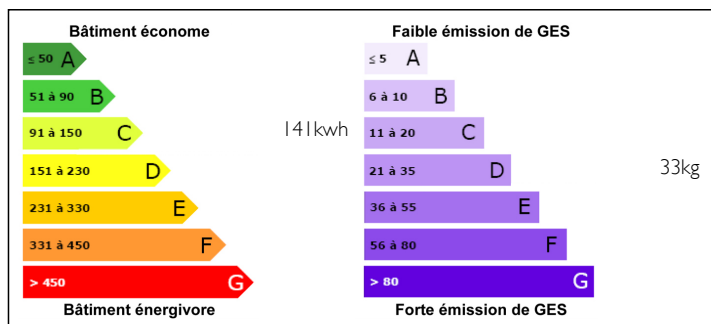 Bâtiment économe
≤ 50 A
51 à 90 B
91 à 150 C
141kwh
151 à 230 D
231 à 330 E
331 à 450 F
> 450 G
Bâtiment énergivore
Faible émission de GES
≤ 5 A
6 à 10 B
11 à 20 C
21 à 35 D
33kg
36 à 55 E
56 à 80 F
> 80 G
Forte émission de GES